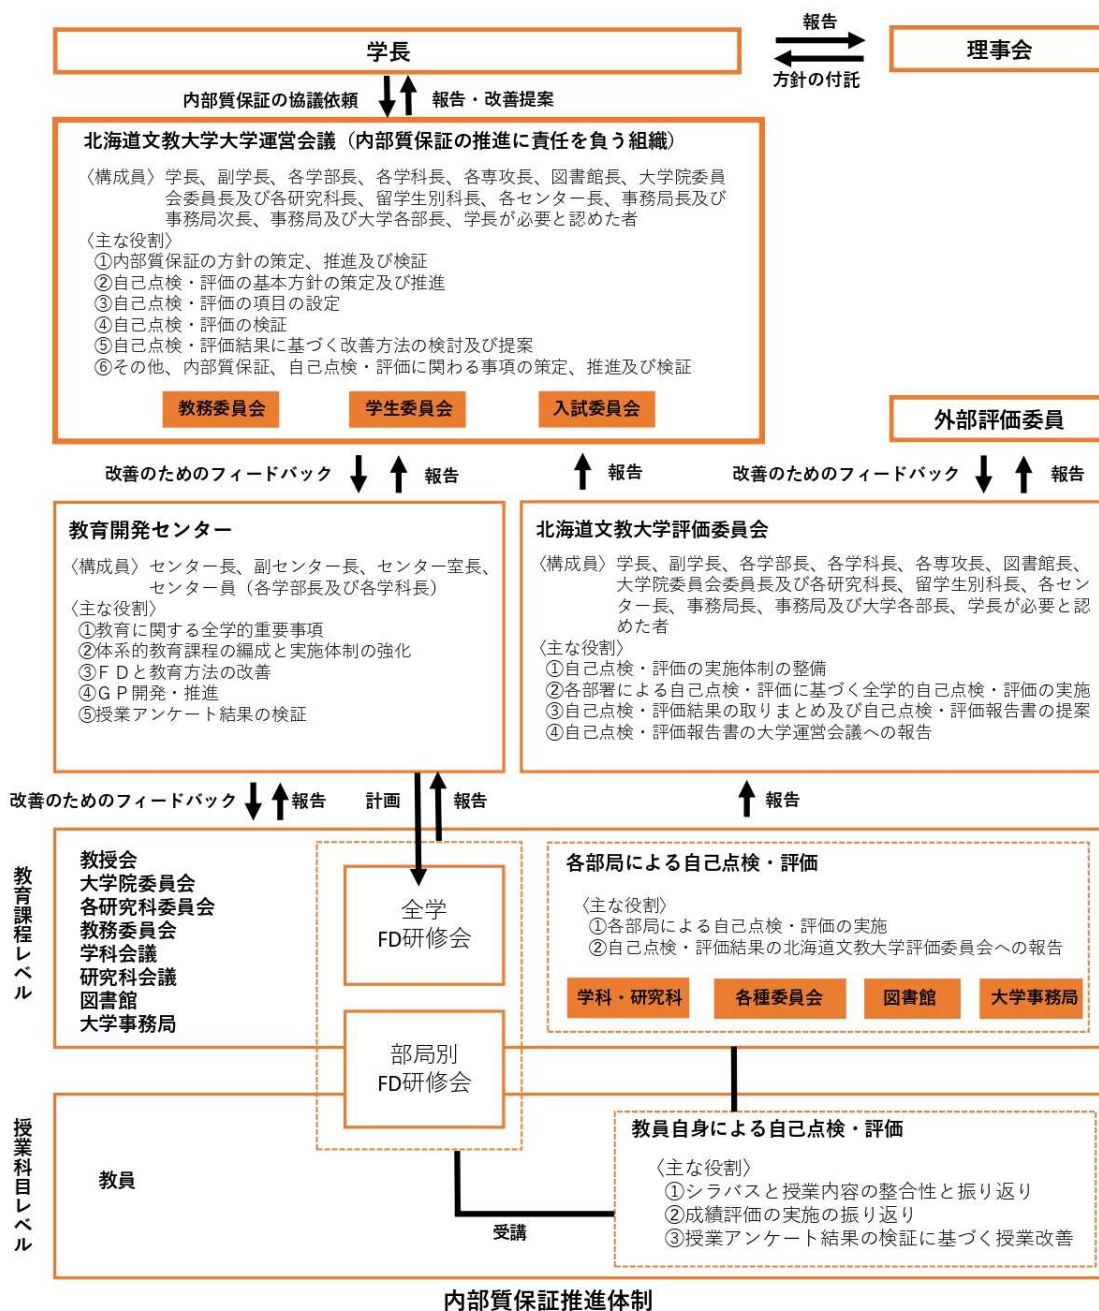 学長
報告
方針の付託
理事会
内部質保証の協議依頼
報告・改善提案
北海道文教大学大学運営会議（内部質保証の推進に責任を負う組織）
〈構成員〉学長、副学長、各学部長、各学科長、各専攻長、図書館長、大学院委員
会委員長及び各研究科長、留学生別科長、各センター長、事務局長及び
事務局次長、事務局及び大学各部長、学長が必要と認めた者
〈主な役割〉
①内部質保証の方針の策定、推進及び検証
②自己点検・評価の基本方針の策定及び推進
③自己点検・評価の項目の設定
④自己点検・評価の検証
⑤自己点検・評価結果に基づく改善方法の検討及び提案
⑥その他、内部質保証、自己点検・評価に関わる事項の策定、推進及び検証
教務委員会
学生委員会
入試委員会
外部評価委員
改善のためのフィードバック
報告
報告
改善のためのフィードバック
報告
教育開発センター
〈構成員〉センター長、副センター長、センター室長、
センター員（各学部長及び各学科長）
〈主な役割〉
①教育に関する全学的重要事項
②体系的教育課程の編成と実施体制の強化
③ＦＤと教育方法の改善
④ＧＰ開発・推進
⑤授業アンケート結果の検証
北海道文教大学評価委員会
〈構成員〉学長、副学長、各学部長、各学科長、各専攻長、図書館長、
大学院委員会委員長及び各研究科長、留学生別科長、各セン
ター長、事務局長、事務局及び大学各部長、学長が必要と認
めた者
〈主な役割〉
①自己点検・評価の実施体制の整備
②各部署による自己点検・評価に基づく全学的自己点検・評価の実施
③自己点検・評価結果の取りまとめ及び自己点検・評価報告書の提案
④自己点検・評価報告書の大学運営会議への報告
改善のためのフィードバック
報告
計画
報告
報告
教育課程レベル
教授会
大学院委員会
各研究科委員会
教務委員会
学科会議
研究科会議
図書館
大学事務局
全学
FD研修会
部局別
FD研修会
各部局による自己点検・評価
〈主な役割〉
①各部局による自己点検・評価の実施
②自己点検・評価結果の北海道文教大学評価委員会への報告
学科・研究科
各種委員会
図書館
大学事務局
授業科目レベル
教員
受講
教員自身による自己点検・評価
〈主な役割〉
①シラバスと授業内容の整合性と振り返り
②成績評価の実施の振り返り
③授業アンケート結果の検証に基づく授業改善
内部質保証推進体制